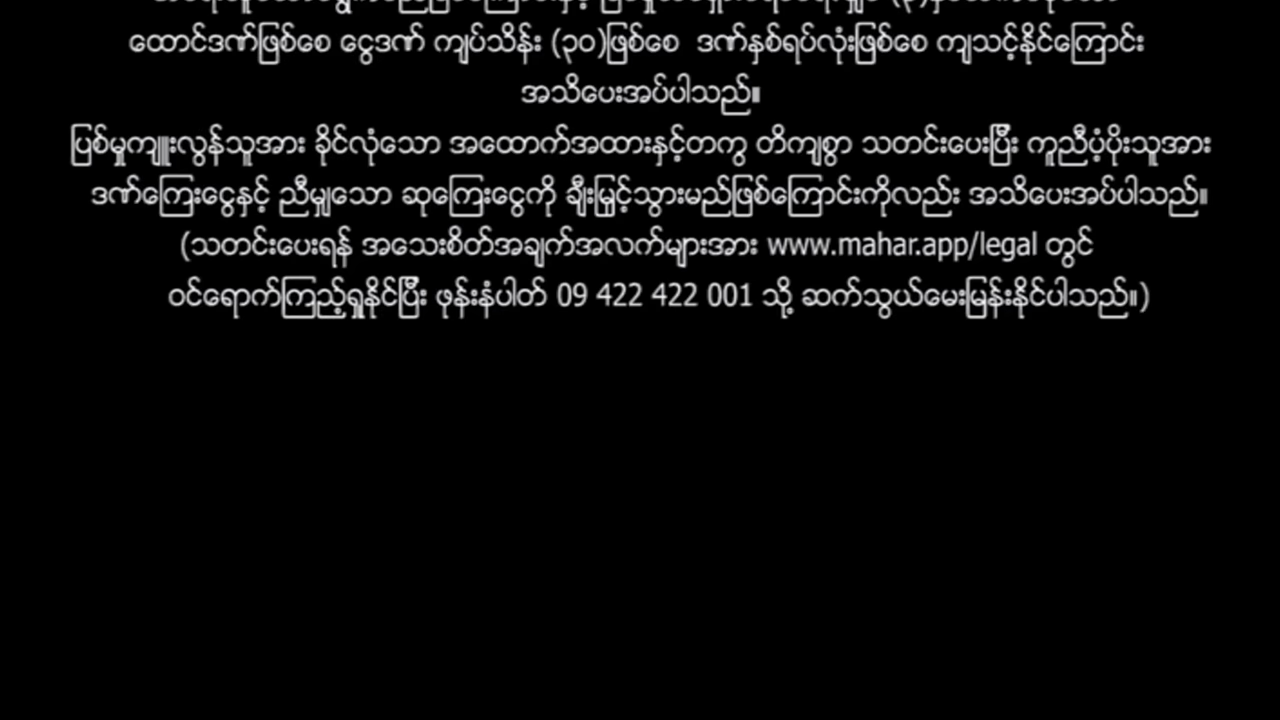 ထောင်ဒဏ်ဖြစ်စေ ငွေဒဏ် ကျပ်သိန်း (၃၀)ဖြစ်စေ ဒဏ်နှစ်ရပ်လုံးဖြစ်စေ ကျသင့်နိုင်ကြောင်း
အသိပေးအပ်ပါသည်။
ပြစ်မှုကျူးလွန်သူအား ခိုင်လုံသော အထောက်အထားနှင့်တကွ တိကျစွာ သတင်းပေးပြီး ကူညီပံ့ပိုးသူအား
ဒဏ်ကြေးငွေနှင့် ညီမျှသော ဆုကြေးငွေကို ချီးမြှင့်သွားမည်ဖြစ်ကြောင်းကိုလည်း အသိပေးအပ်ပါသည်။
(သတင်းပေးရန် အသေးစိတ်အချက်အလက်များအား www.mahar.app/legal တွင်
ဝင်ရောက်ကြည့်ရှုနိုင်ပြီး ဖုန်းနံပါတ် 09 422 422 001 သို့ ဆက်သွယ်မေးမြန်းနိုင်ပါသည်။)